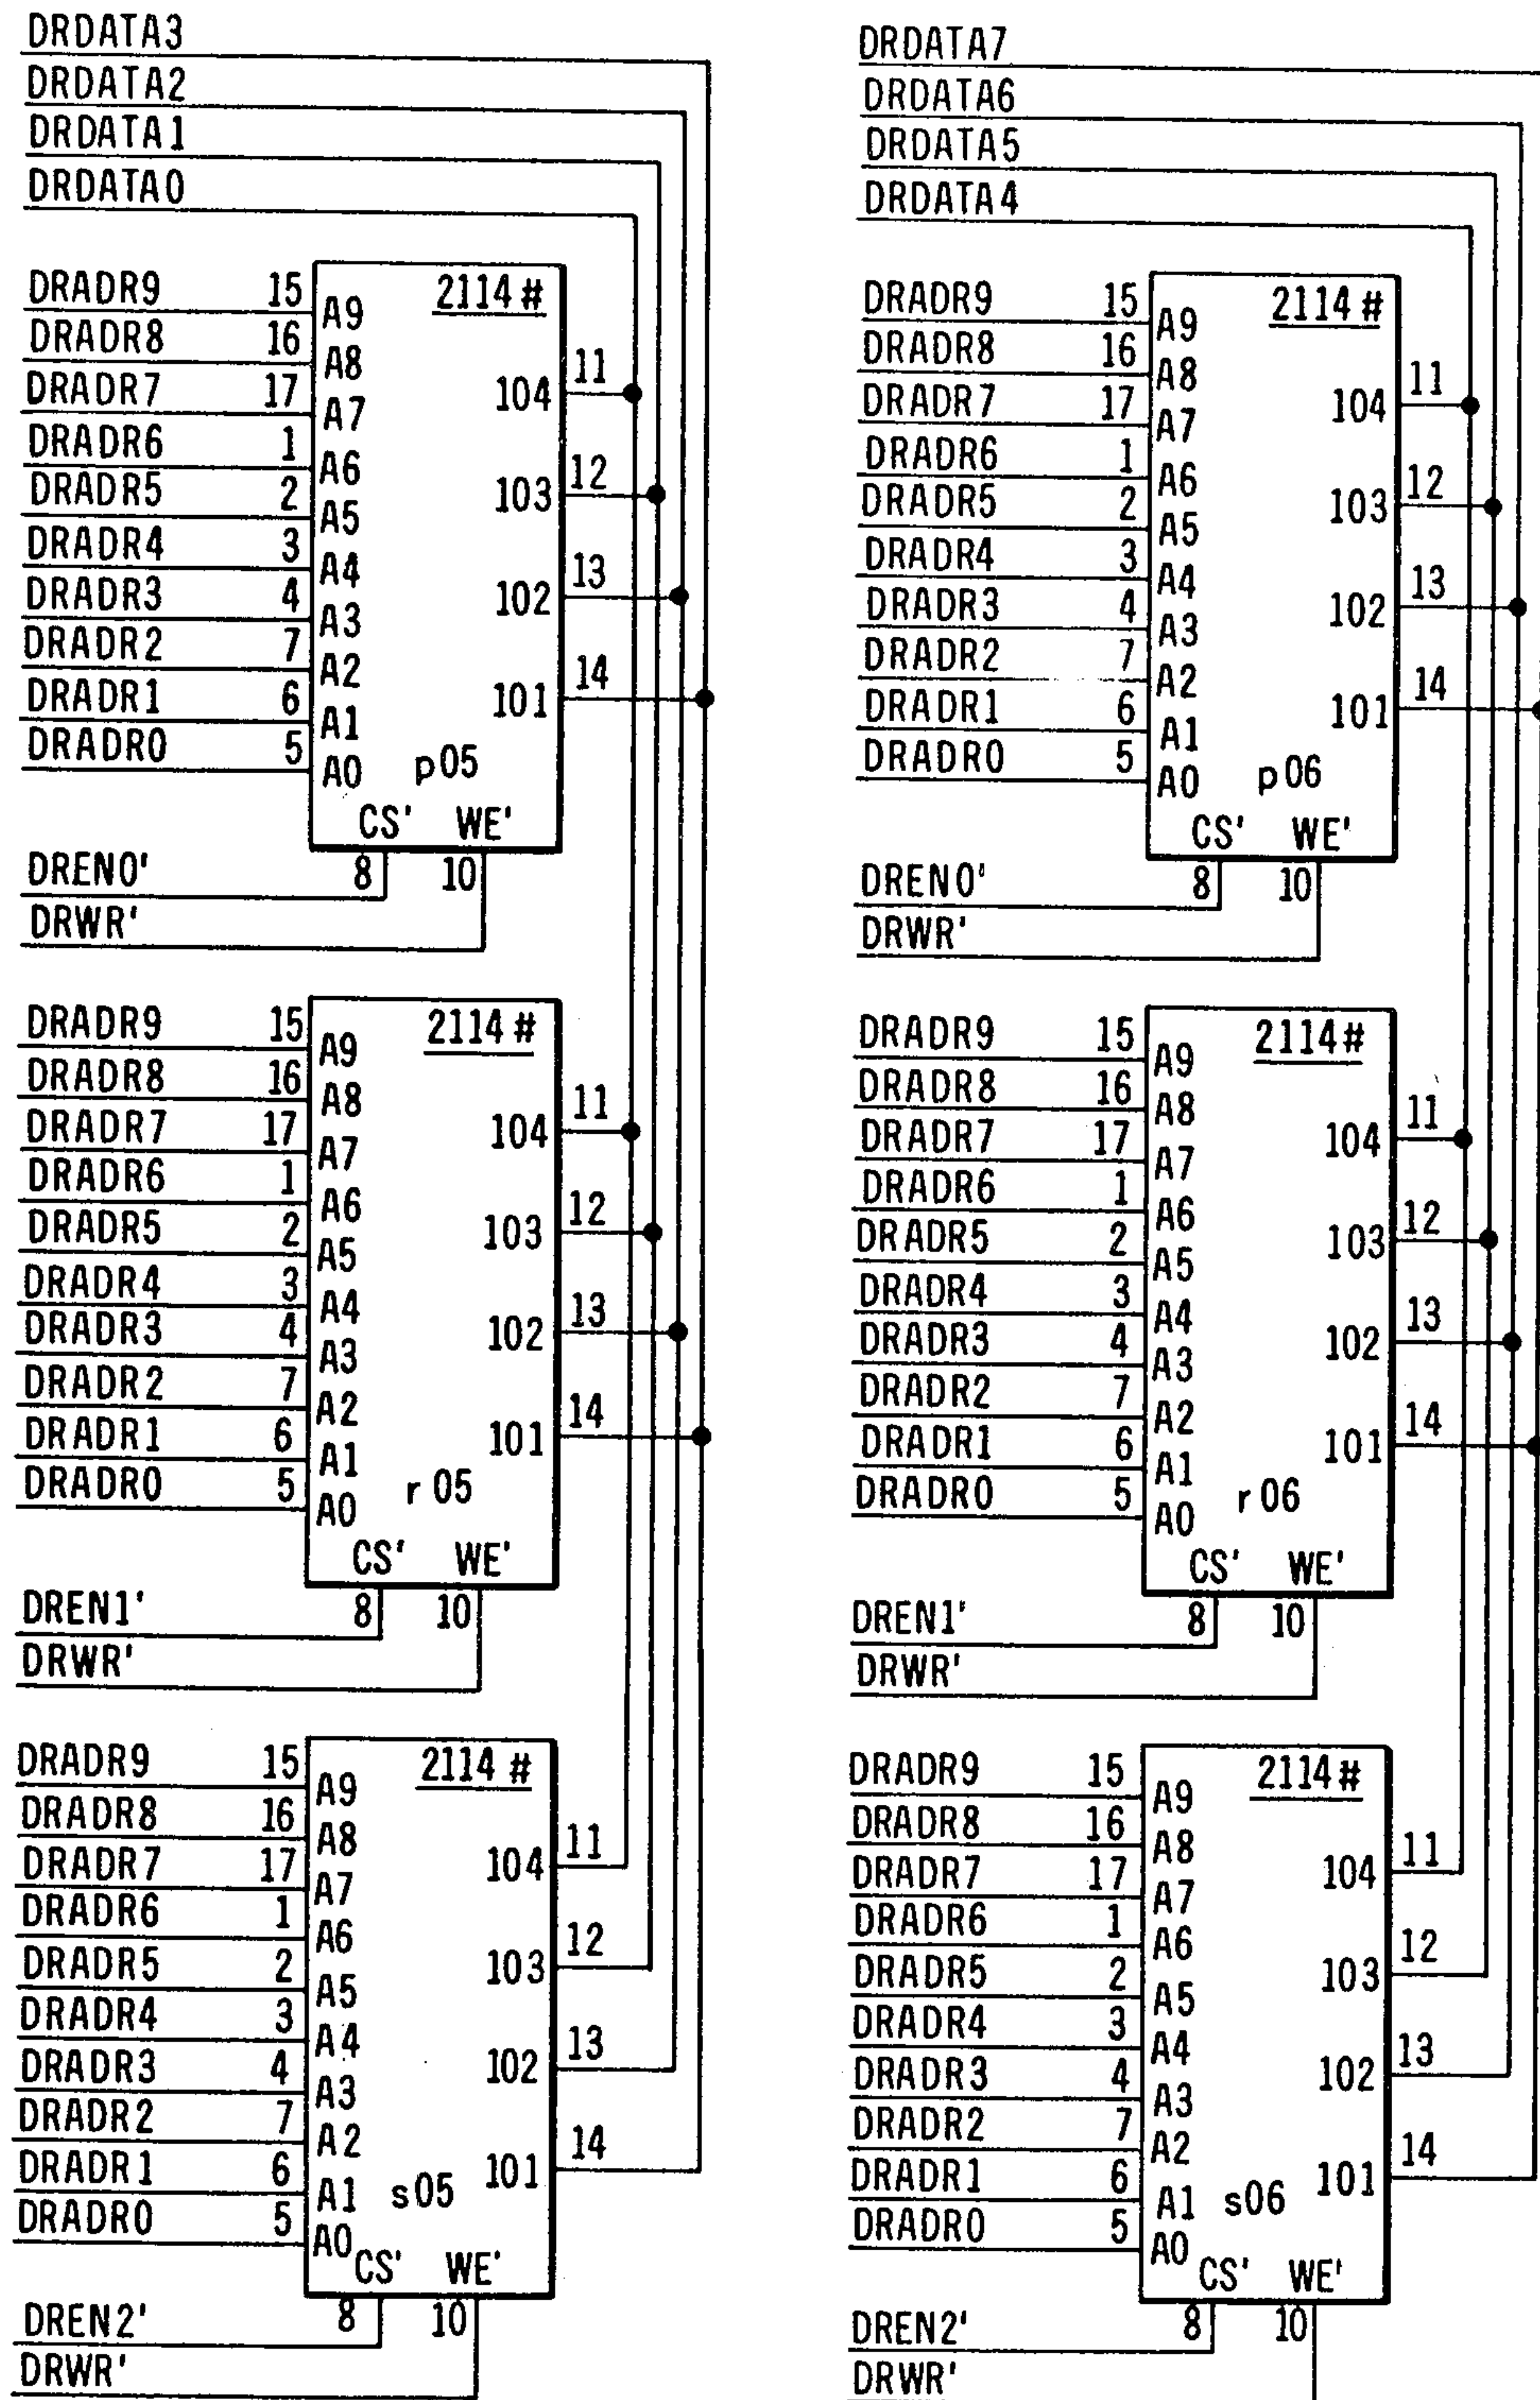 DRDATA3
DRDATA2
DRDATA1
DRDATA0
DRADR9 15 A9 2114 #
DRADR8 16 A8
DRADR7 17 A7 104 11
DRADR6 1 A6
DRADR5 2 A5 103 12
DRADR4 3 A4
DRADR3 4 A3 102 13
DRADR2 7 A2
DRADR1 6 A1 101 14
DRADR0 5 A0 p05
CS' WE'
DREN0' 8 10
DRWR'
DRADR9 15 A9 2114 #
DRADR8 16 A8
DRADR7 17 A7 104 11
DRADR6 1 A6
DRADR5 2 A5 103 12
DRADR4 3 A4
DRADR3 4 A3 102 13
DRADR2 7 A2
DRADR1 6 A1 101 14
DRADR0 5 A0 r05
CS' WE'
DREN1' 8 10
DRWR'
DRADR9 15 A9 2114 #
DRADR8 16 A8
DRADR7 17 A7 104 11
DRADR6 1 A6
DRADR5 2 A5 103 12
DRADR4 3 A4
DRADR3 4 A3 102 13
DRADR2 7 A2
DRADR1 6 A1 s05 101 14
DRADR0 5 A0
CS' WE'
DREN2' 8 10
DRWR'
DRDATA7
DRDATA6
DRDATA5
DRDATA4
DRADR9 15 A9 2114 #
DRADR8 16 A8
DRADR7 17 A7 104 11
DRADR6 1 A6
DRADR5 2 A5 103 12
DRADR4 3 A4
DRADR3 4 A3 102 13
DRADR2 7 A2
DRADR1 6 A1 101 14
DRADR0 5 A0 p06
CS' WE'
DREN0' 8 10
DRWR'
DRADR9 15 A9 2114 #
DRADR8 16 A8
DRADR7 17 A7 104 11
DRADR6 1 A6
DRADR5 2 A5 103 12
DRADR4 3 A4
DRADR3 4 A3 102 13
DRADR2 7 A2
DRADR1 6 A1 101 14
DRADR0 5 A0 r06
CS' WE'
DREN1' 8 10
DRWR'
DRADR9 15 A9 2114 #
DRADR8 16 A8
DRADR7 17 A7 104 11
DRADR6 1 A6
DRADR5 2 A5 103 12
DRADR4 3 A4
DRADR3 4 A3 102 13
DRADR2 7 A2
DRADR1 6 A1 s06 101 14
DRADR0 5 A0
CS' WE'
DREN2' 8 10
DRWR'